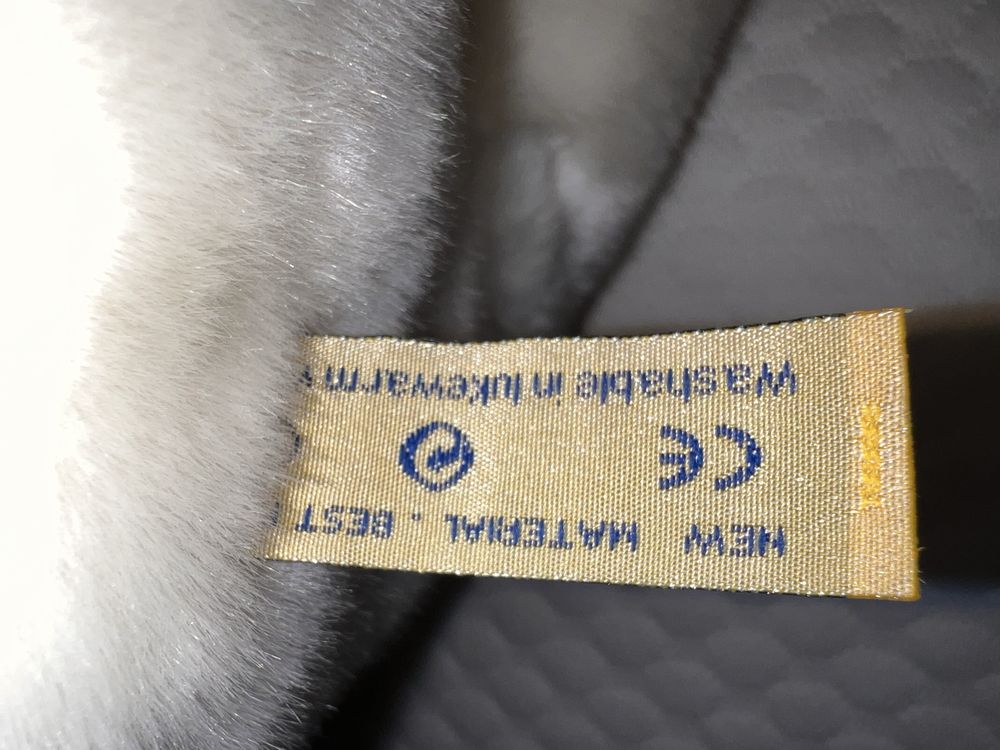 NEW MATERIAL . BEST
CE
Washable in lukewarm